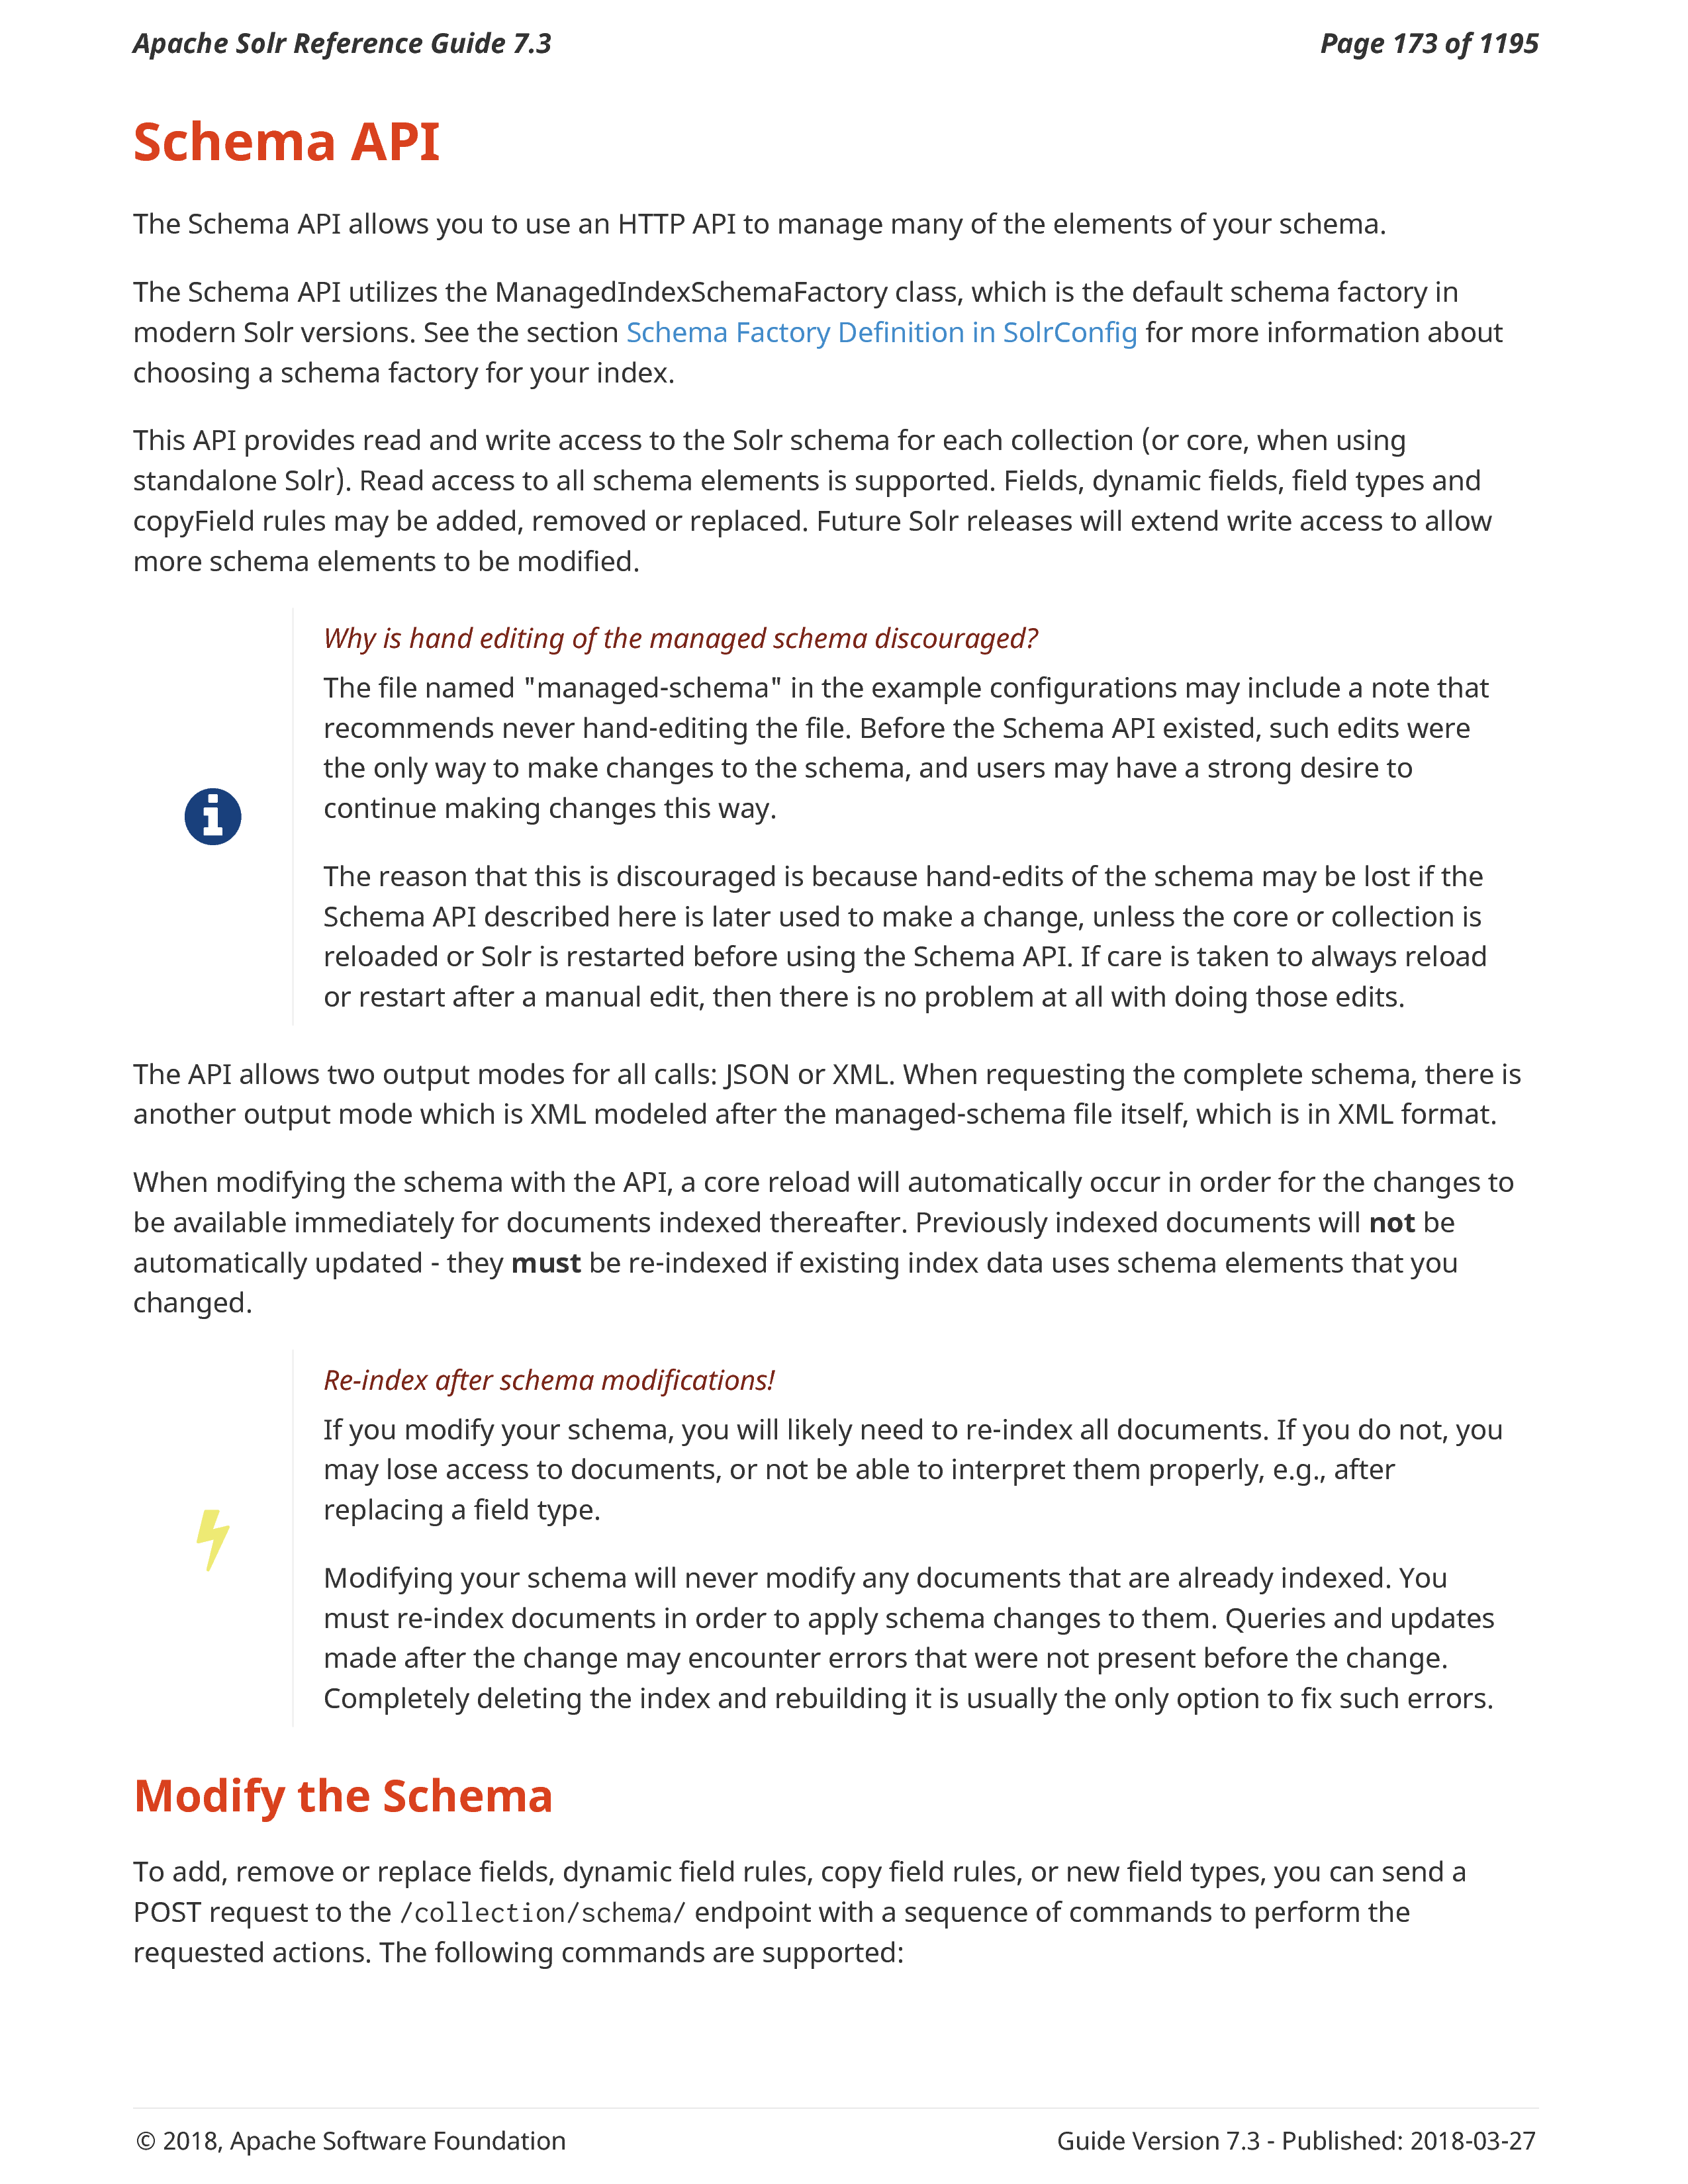 Apache Solr Reference Guide 7.3 Page 173 of 1195
Schema API
The Schema API allows you to use an HTTP API to manage many of the elements of your schema.
The Schema API utilizes the ManagedIndexSchemaFactory class, which is the default schema factory in
modern Solr versions. See the section Schema Factory Definition in SolrConfig for more information about
choosing a schema factory for your index.
This API provides read and write access to the Solr schema for each collection (or core, when using
standalone Solr). Read access to all schema elements is supported. Fields, dynamic fields, field types and
copyField rules may be added, removed or replaced. Future Solr releases will extend write access to allow
more schema elements to be modified.
Why is hand editing of the managed schema discouraged?
The file named "managed-schema" in the example configurations may include a note that
recommends never hand-editing the file. Before the Schema API existed, such edits were
the only way to make changes to the schema, and users may have a strong desire to
continue making changes this way.
The reason that this is discouraged is because hand-edits of the schema may be lost if the
Schema API described here is later used to make a change, unless the core or collection is
reloaded or Solr is restarted before using the Schema API. If care is taken to always reload
or restart after a manual edit, then there is no problem at all with doing those edits.
The API allows two output modes for all calls: JSON or XML. When requesting the complete schema, there is
another output mode which is XML modeled after the managed-schema file itself, which is in XML format.
When modifying the schema with the API, a core reload will automatically occur in order for the changes to
be available immediately for documents indexed thereafter. Previously indexed documents will not be
automatically updated - they must be re-indexed if existing index data uses schema elements that you
changed.
Re-index after schema modifications!
If you modify your schema, you will likely need to re-index all documents. If you do not, you
may lose access to documents, or not be able to interpret them properly, e.g., after
replacing a field type.
Modifying your schema will never modify any documents that are already indexed. You
must re-index documents in order to apply schema changes to them. Queries and updates
made after the change may encounter errors that were not present before the change.
Completely deleting the index and rebuilding it is usually the only option to fix such errors.
Modify the Schema
To add, remove or replace fields, dynamic field rules, copy field rules, or new field types, you can send a
POST request to the /collection/schema/ endpoint with a sequence of commands to perform the
requested actions. The following commands are supported:
© 2018, Apache Software Foundation Guide Version 7.3 - Published: 2018-03-27